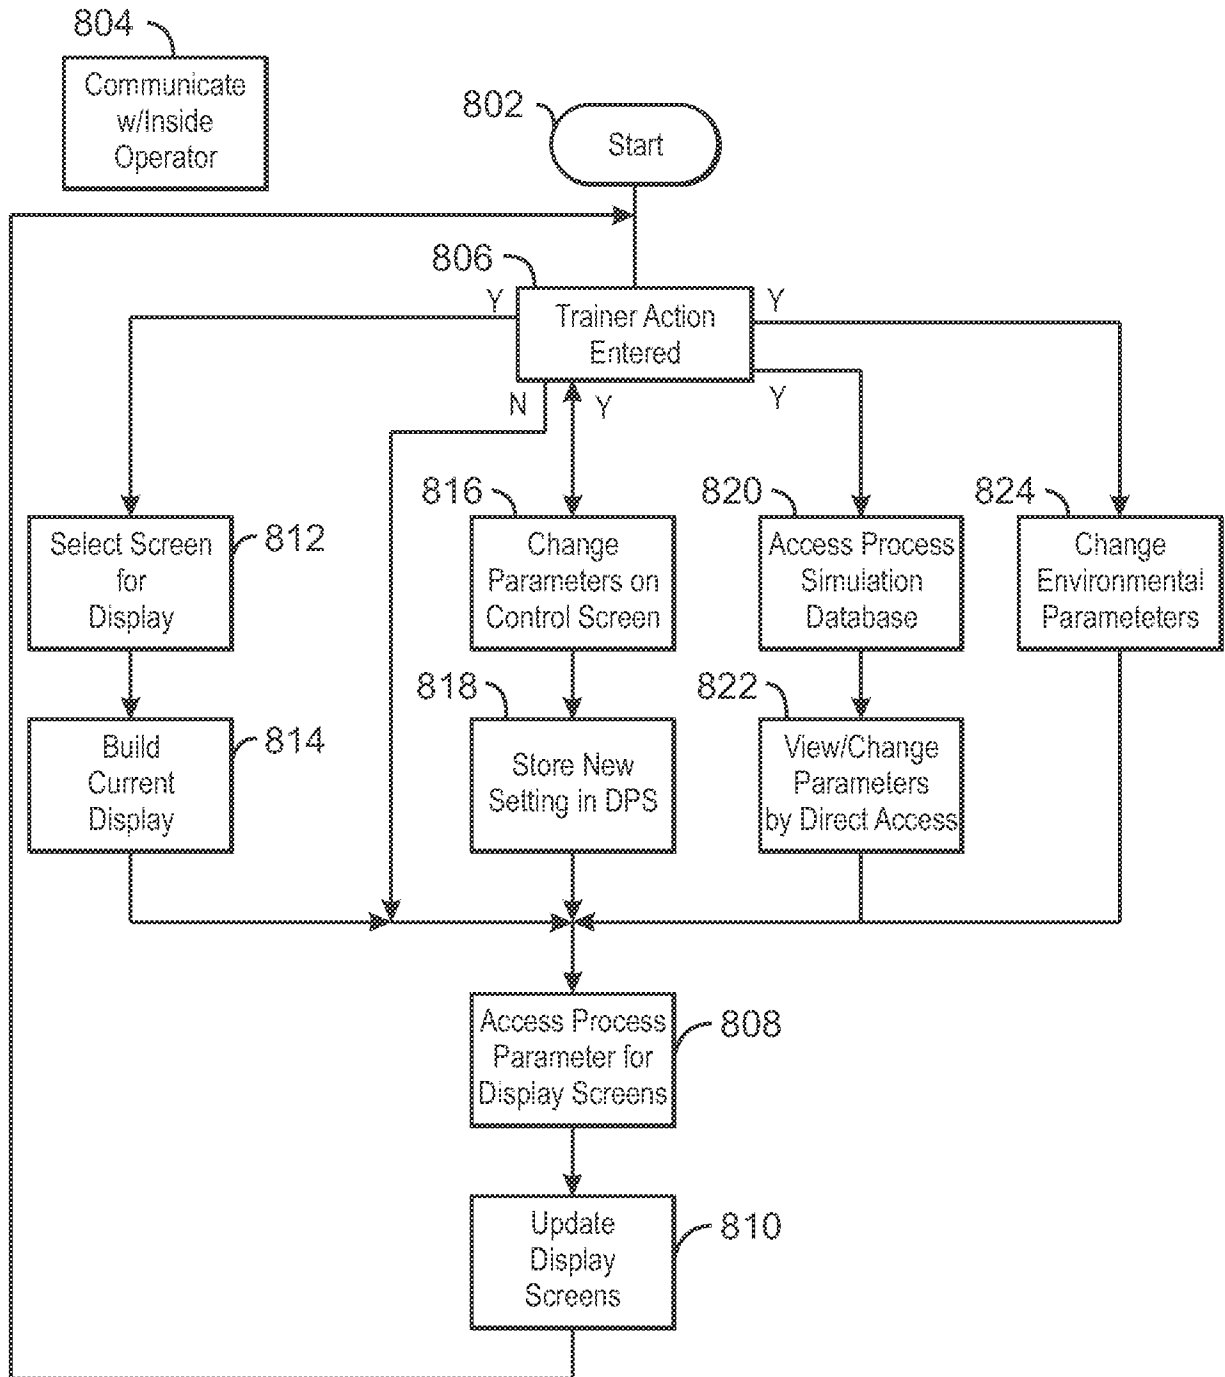 804
Communicate
w/Inside
Operator
802
Start
806
Trainer Action
Entered
Y
Y
N
Y
Y
812
Select Screen
for
Display
816
Change
Parameters on
Control Screen
820
Access Process
Simulation
Database
824
Change
Environmental
Parameteters
814
Build
Current
Display
818
Store New
Setting in DPS
822
View/Change
Parameters
by Direct Access
808
Access Process
Parameter for
Display Screens
810
Update
Display
Screens